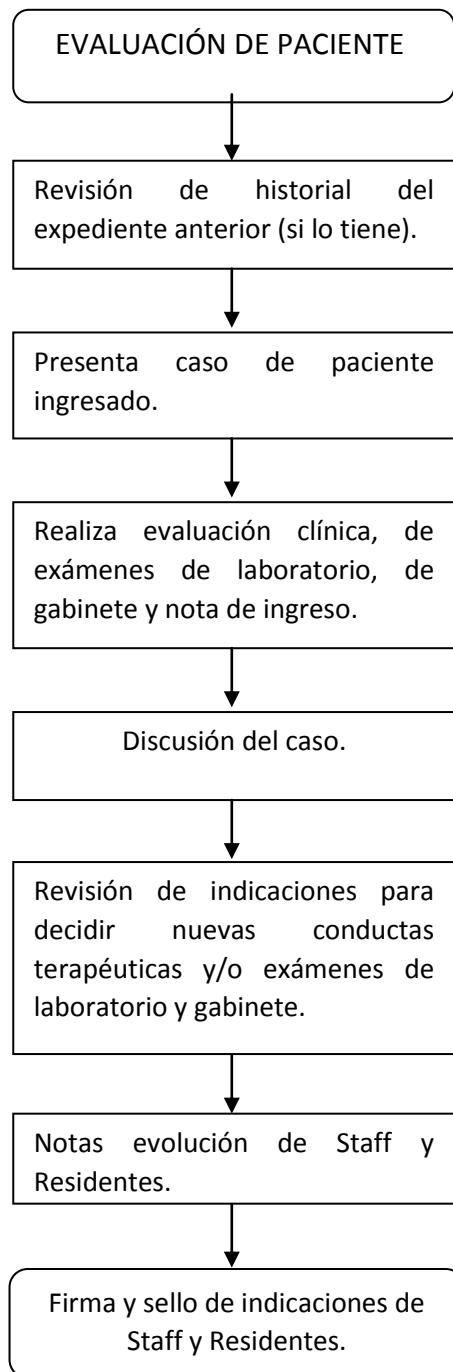 EVALUACIÓN DE PACIENTE
Revisión de historial del
expediente anterior (si lo tiene).
Presenta caso de paciente
ingresado.
Realiza evaluación clínica, de
exámenes de laboratorio, de
gabinete y nota de ingreso.
Discusión del caso.
Revisión de indicaciones para
decidir nuevas conductas
terapéuticas y/o exámenes de
laboratorio y gabinete.
Notas evolución de Staff y
Residentes.
Firma y sello de indicaciones de
Staff y Residentes.